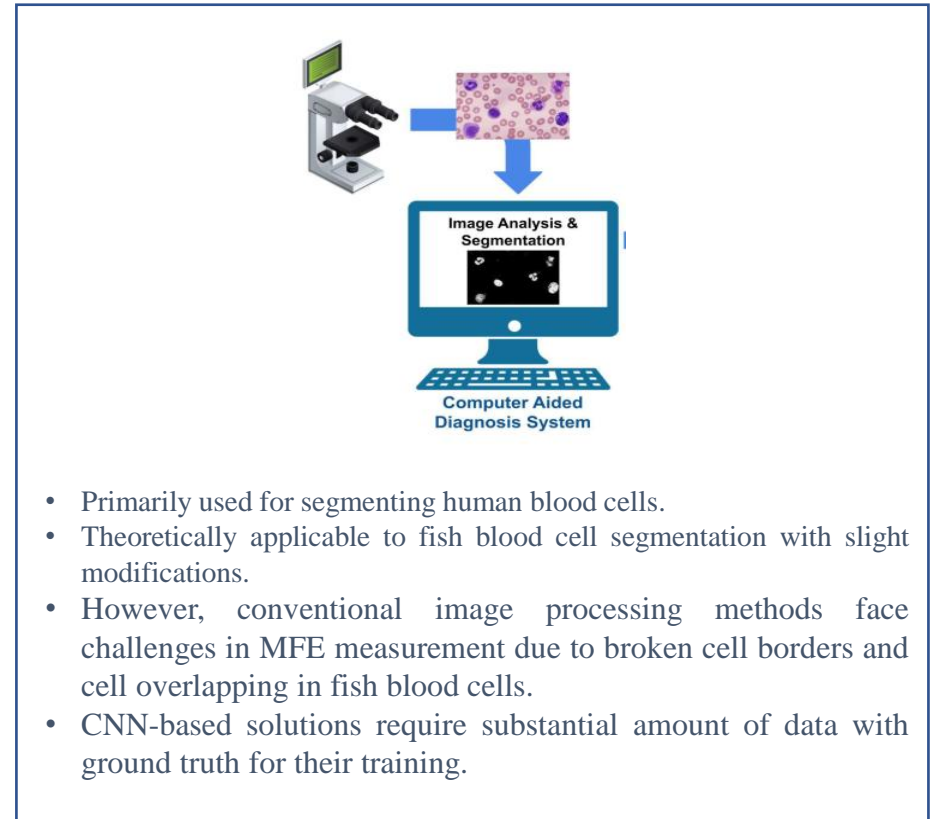 Image Analysis &
Segmentation
Computer Aided
Diagnosis System
• Primarily used for segmenting human blood cells.
• Theoretically applicable to fish blood cell segmentation with slight
modifications.
• However, conventional image processing methods face
challenges in MFE measurement due to broken cell borders and
cell overlapping in fish blood cells.
• CNN-based solutions require substantial amount of data with
ground truth for their training.